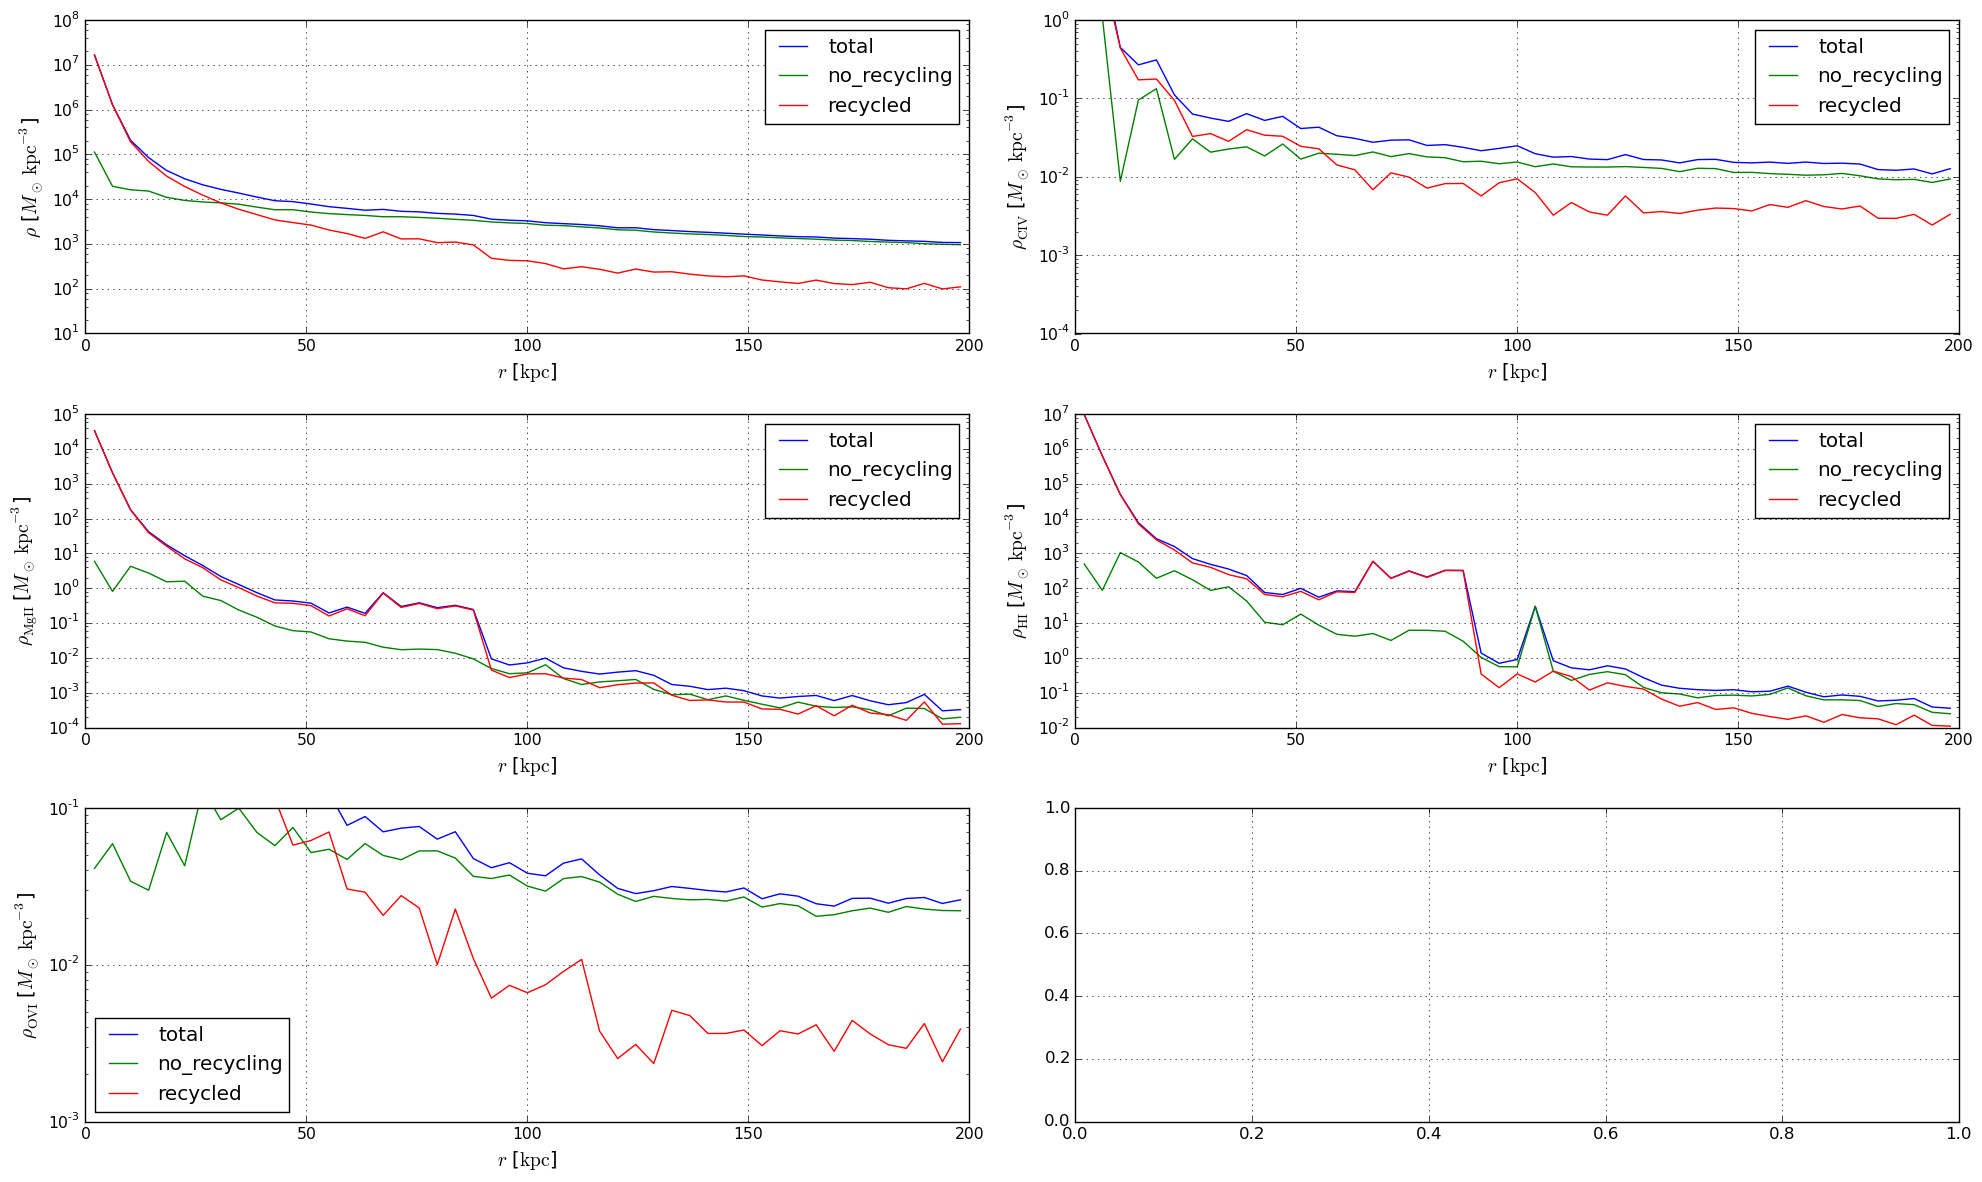 10^8
10^7
10^6
10^5
10^4
10^3
10^2
10^1
ρ [M_⊙ kpc^{-3}]
0 50 100 150 200
r [kpc]
total
no_recycling
recycled
10^0
10^{-1}
10^{-2}
10^{-3}
10^{-4}
ρ_CIV [M_⊙ kpc^{-3}]
0 50 100 150 200
r [kpc]
total
no_recycling
recycled
10^5
10^4
10^3
10^2
10^1
10^0
10^{-1}
10^{-2}
10^{-3}
10^{-4}
ρ_MgII [M_⊙ kpc^{-3}]
0 50 100 150 200
r [kpc]
total
no_recycling
recycled
10^7
10^6
10^5
10^4
10^3
10^2
10^1
10^0
10^{-1}
10^{-2}
ρ_HI [M_⊙ kpc^{-3}]
0 50 100 150 200
r [kpc]
total
no_recycling
recycled
10^{-1}
10^{-2}
10^{-3}
ρ_OVI [M_⊙ kpc^{-3}]
0 50 100 150 200
r [kpc]
total
no_recycling
recycled
1.0
0.8
0.6
0.4
0.2
0.0
0.0 0.2 0.4 0.6 0.8 1.0